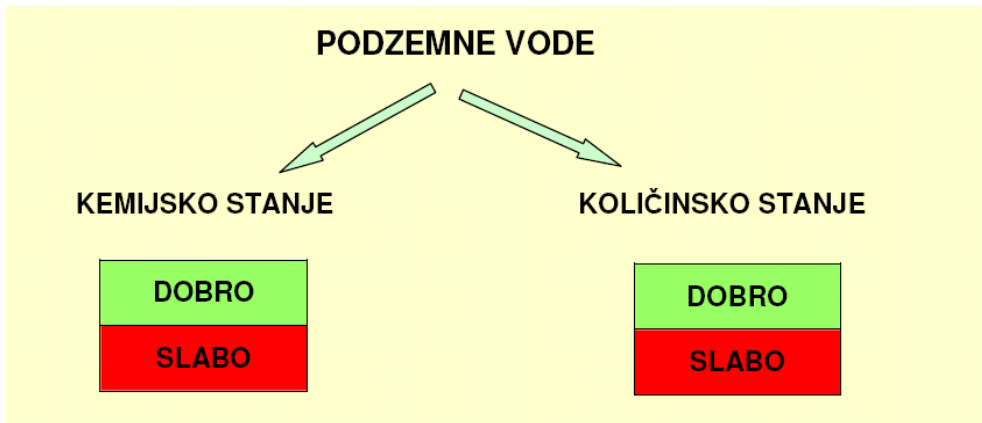 PODZEMNE VODE
KEMIJSKO STANJE
DOBRO
SLABO
KOLIČINSKO STANJE
DOBRO
SLABO